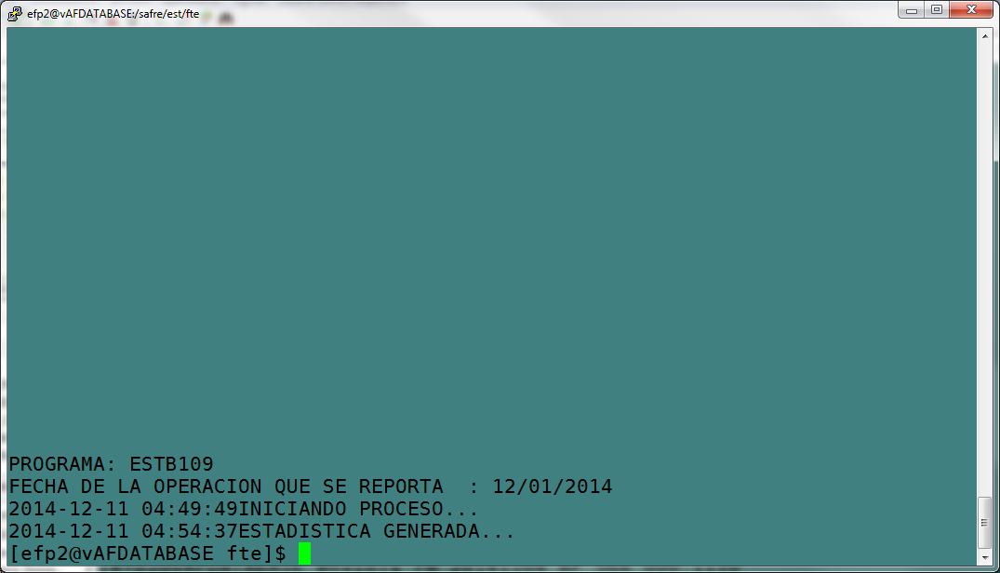 efp2@vAFDATABASE:/safre/est/fte
PROGRAMA: ESTB109
FECHA DE LA OPERACION QUE SE REPORTA  : 12/01/2014
2014-12-11 04:49:49INICIANDO PROCESO...
2014-12-11 04:54:37ESTADISTICA GENERADA...
[efp2@vAFDATABASE fte]$